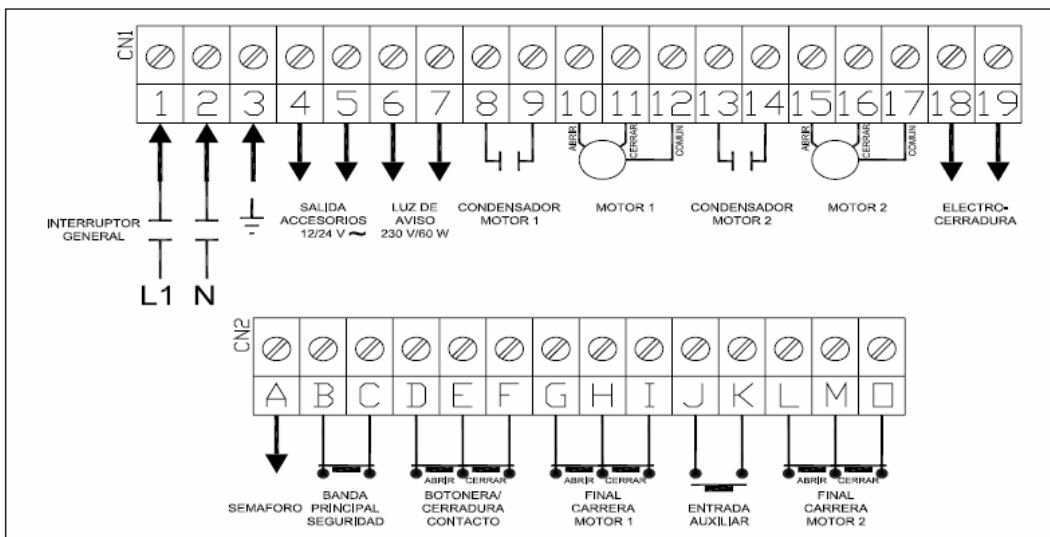 CN1
1 2 3 4 5 6 7 8 9 10 11 12 13 14 15 16 17 18 19
ABRIR CERRAR COMUN ABRIR CERRAR COMUN
INTERRUPTOR
GENERAL
SALIDA
ACCESORIOS
12/24 V ~
LUZ DE
AVISO
230 V/60 W
CONDENSADOR
MOTOR 1
MOTOR 1
CONDENSADOR
MOTOR 2
MOTOR 2
ELECTRO-
CERRADURA
L1 N
CN2
A B C D E F G H I J K L M O
ABRIR CERRAR ABRIR CERRAR ABRIR CERRAR
SEMAFORO
BANDA
PRINCIPAL
SEGURIDAD
BOTONERA/
CERRADURA
CONTACTO
FINAL
CARRERA
MOTOR 1
ENTRADA
AUXILIAR
FINAL
CARRERA
MOTOR 2